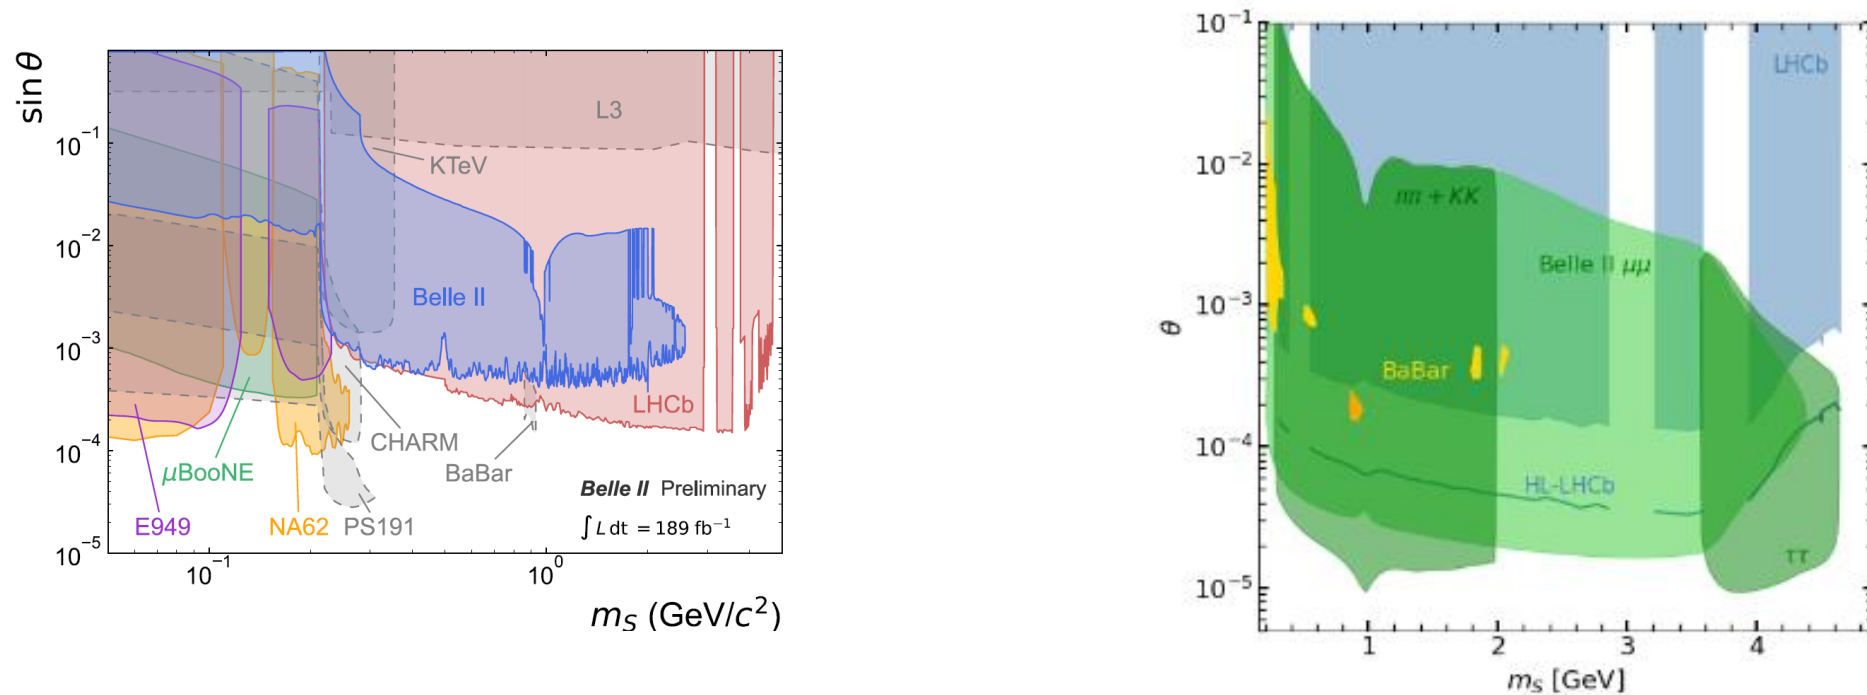 sin θ
10⁻¹
10⁻²
10⁻³
10⁻⁴
10⁻⁵
L3
KTeV
Belle II
LHCb
CHARM
BaBar
μBooNE
E949
NA62
PS191
Belle II Preliminary
∫ L dt = 189 fb⁻¹
10⁻¹
10⁰
m_S (GeV/c²)
θ
10⁻¹
10⁻²
10⁻³
10⁻⁴
10⁻⁵
LHCb
ππ + KK
Belle II μμ
BaBar
HL-LHCb
ττ
1
2
3
4
m_S [GeV]